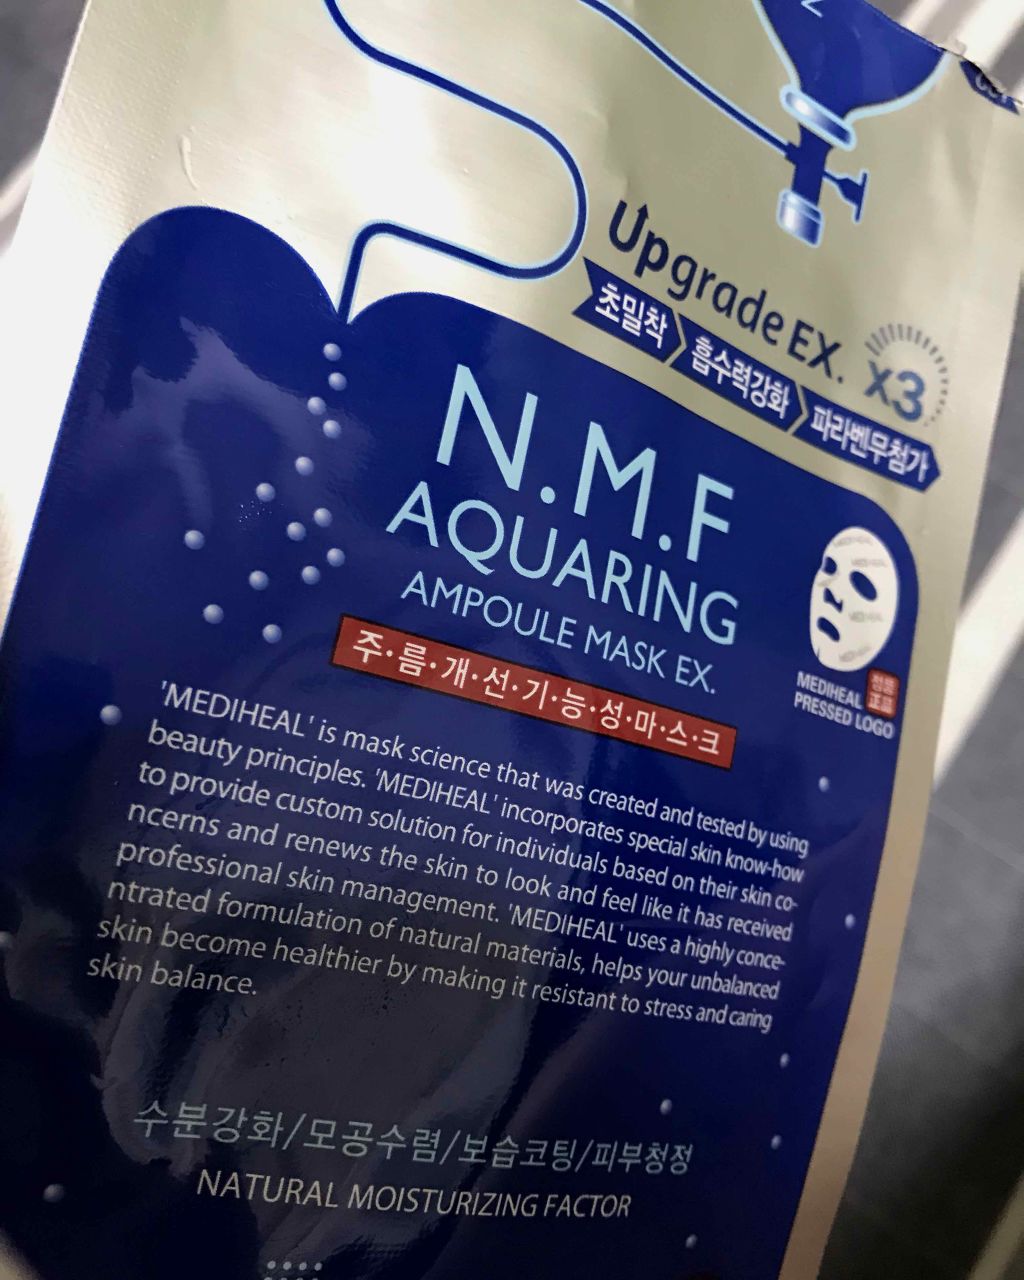 Upgrade EX.
x3
초밀착 흡수력강화 파라벤무첨가
N.M.F
AQUARING
AMPOULE MASK EX.
주·름·개·선·기·능·성·마·스·크
MEDIHEAL
PRESSED LOGO
정품
正品
'MEDIHEAL' is mask science that was created and tested by using
beauty principles. 'MEDIHEAL' incorporates special skin know-how
to provide custom solution for individuals based on their skin co-
ncerns and renews the skin to look and feel like it has received
professional skin management. 'MEDIHEAL' uses a highly conce-
ntrated formulation of natural materials, helps your unbalanced
skin become healthier by making it resistant to stress and caring
skin balance.
수분강화/모공수렴/보습코팅/피부청정
NATURAL MOISTURIZING FACTOR